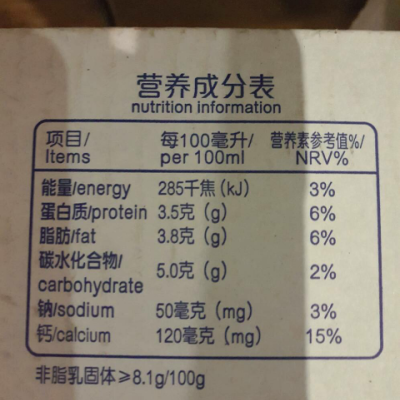 营养成分表
nutrition information
项目/ 每100毫升/ 营养素参考值%/
Items per 100ml NRV%
能量/energy 285千焦(kJ) 3%
蛋白质/protein 3.5克(g) 6%
脂肪/fat 3.8克(g) 6%
碳水化合物/
carbohydrate 5.0克(g) 2%
钠/sodium 50毫克(mg) 3%
钙/calcium 120毫克(mg) 15%
非脂乳固体≥8.1g/100g